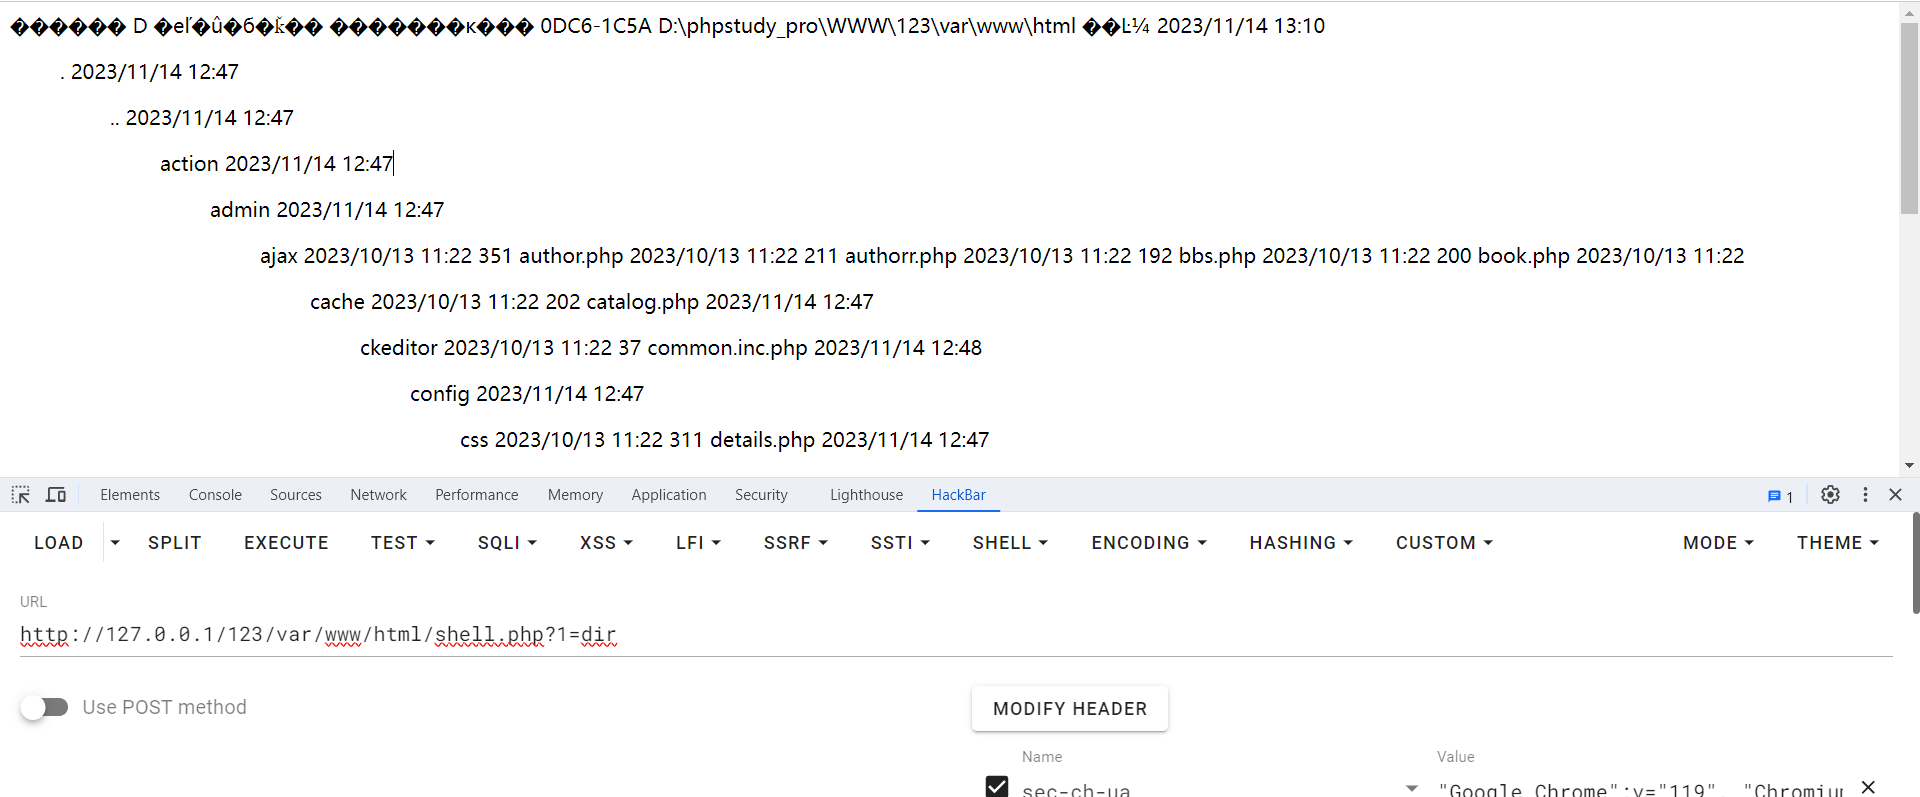 ������ D �eľ�û�б�ǩ�� �������к��� 0DC6-1C5A D:\phpstudy_pro\WWW\123\var\www\html ��Ŀ¼ 2023/11/14 13:10
. 2023/11/14 12:47
.. 2023/11/14 12:47
action 2023/11/14 12:47
admin 2023/11/14 12:47
ajax 2023/10/13 11:22 351 author.php 2023/10/13 11:22 211 authorr.php 2023/10/13 11:22 192 bbs.php 2023/10/13 11:22 200 book.php 2023/10/13 11:22
cache 2023/10/13 11:22 202 catalog.php 2023/11/14 12:47
ckeditor 2023/10/13 11:22 37 common.inc.php 2023/11/14 12:48
config 2023/11/14 12:47
css 2023/10/13 11:22 311 details.php 2023/11/14 12:47
Elements Console Sources Network Performance Memory Application Security Lighthouse HackBar 1
LOAD SPLIT EXECUTE TEST SQLI XSS LFI SSRF SSTI SHELL ENCODING HASHING CUSTOM MODE THEME
URL
http://127.0.0.1/123/var/www/html/shell.php?1=dir
Use POST method MODIFY HEADER
Name Value
sec-ch-ua "Google Chrome";v="119", "Chromium